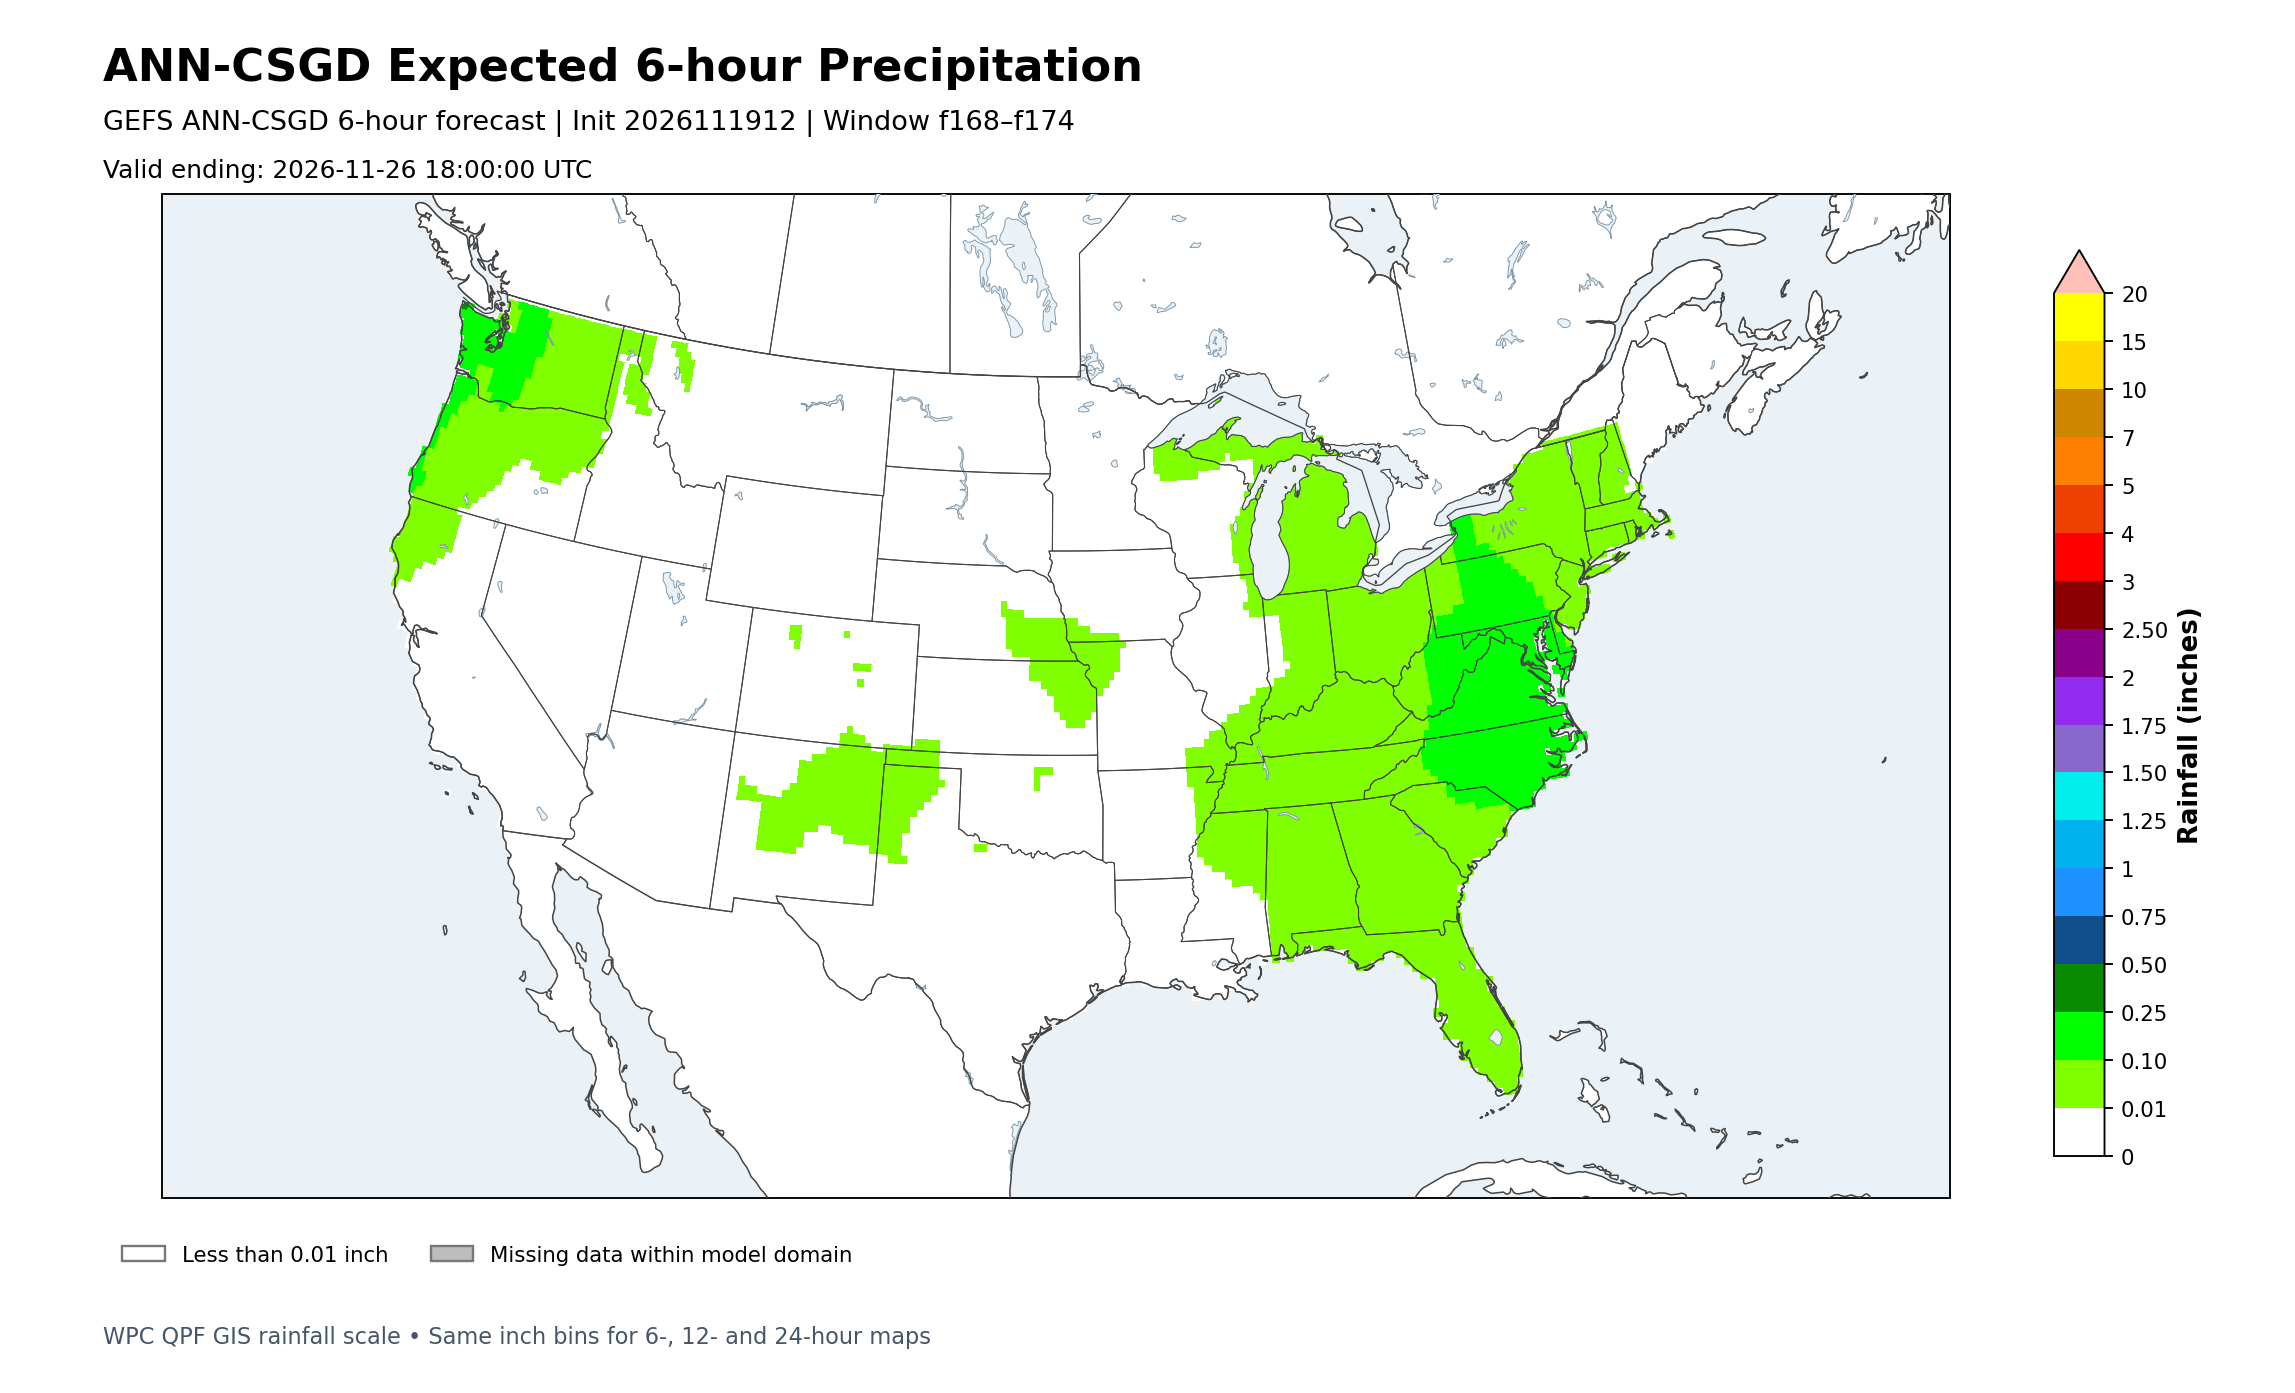 ANN-CSGD Expected 6-hour Precipitation
GEFS ANN-CSGD 6-hour forecast | Init 2026111912 | Window f168–f174
Valid ending: 2026-11-26 18:00:00 UTC
20
15
10
7
5
4
3
2.50
2
1.75
1.50
1.25
1
0.75
0.50
0.25
0.10
0.01
0
Rainfall (inches)
Less than 0.01 inch
Missing data within model domain
WPC QPF GIS rainfall scale • Same inch bins for 6-, 12- and 24-hour maps